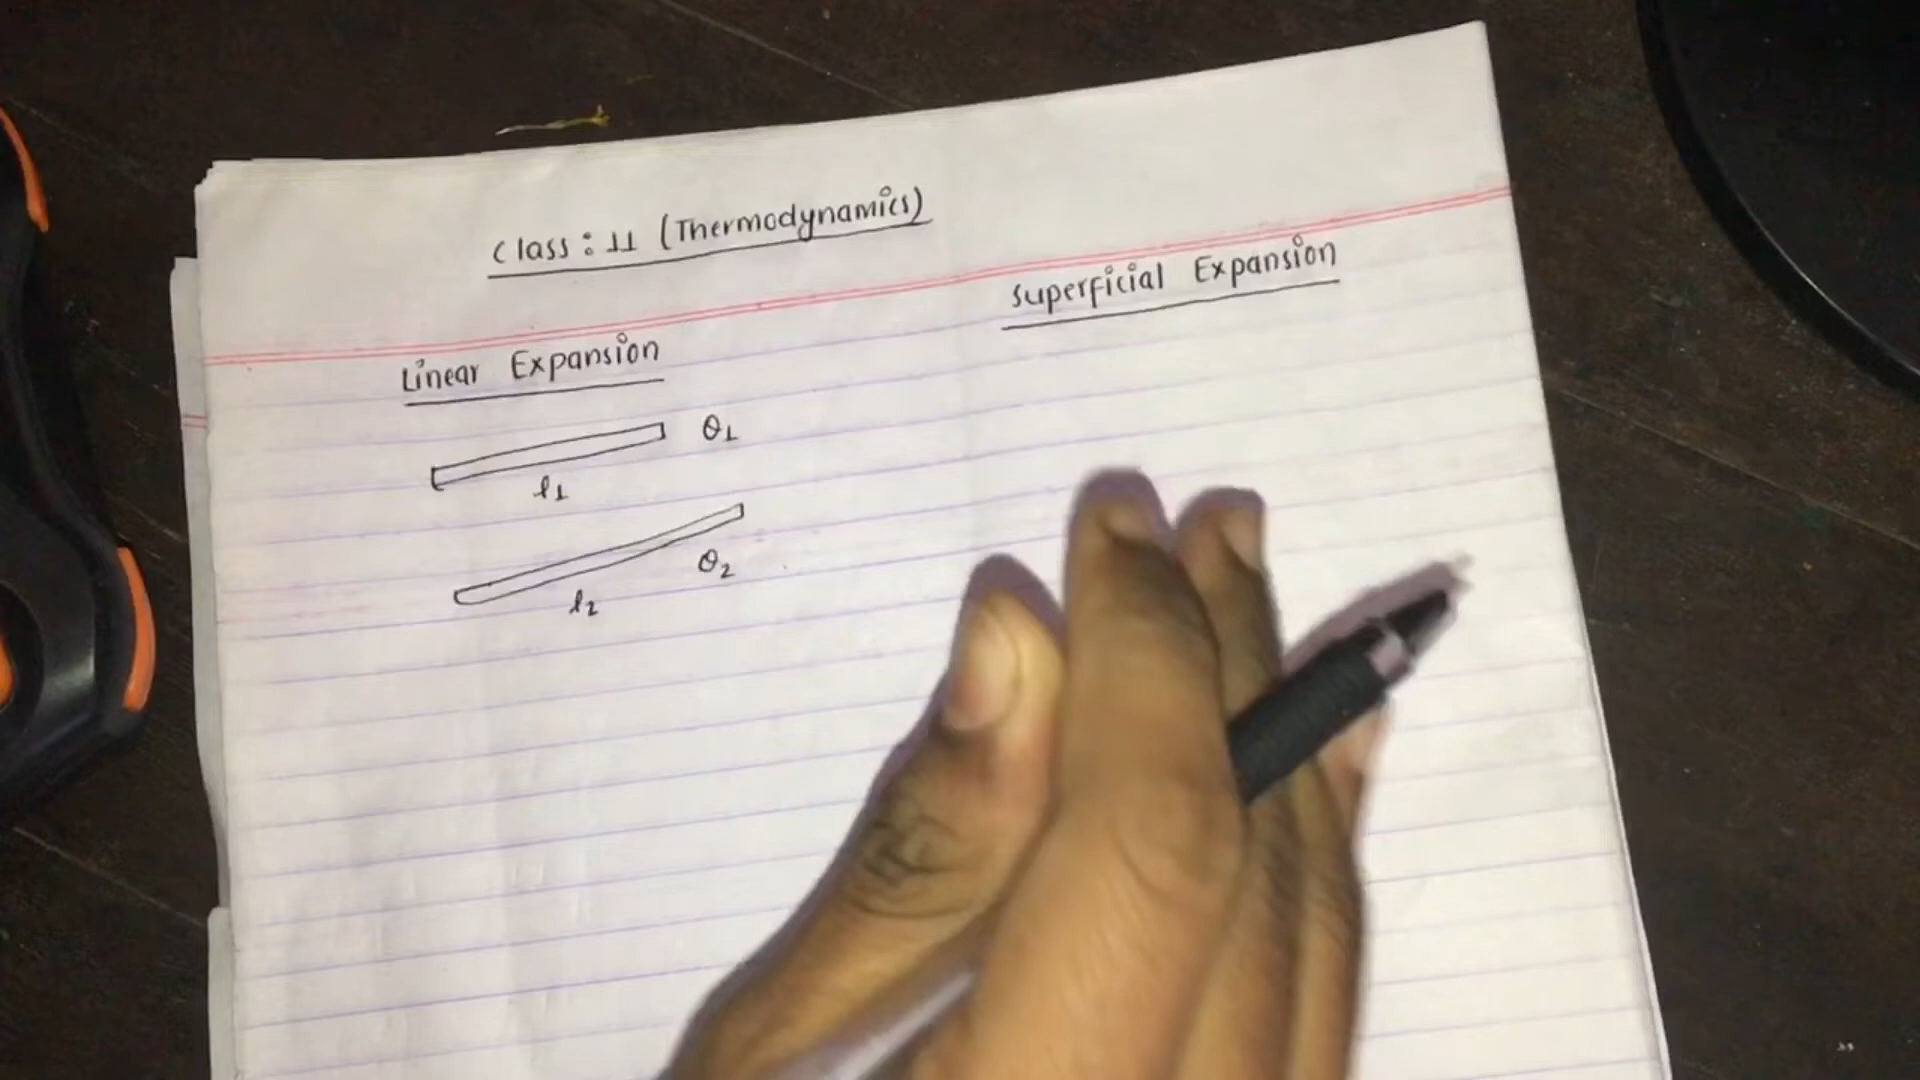 Class : 11 (Thermodynamics)
Linear Expansion
Superficial Expansion
θ1
l1
θ2
l2